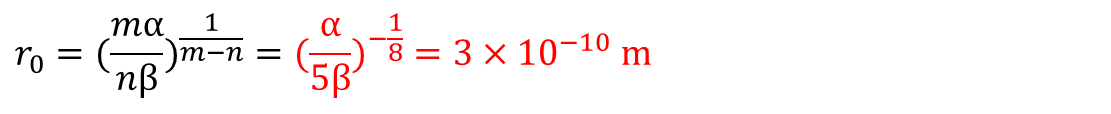 r₀ = (mα/nβ)^(1/(m−n)) = (α/5β)^(−1/8) = 3 × 10⁻¹⁰ m